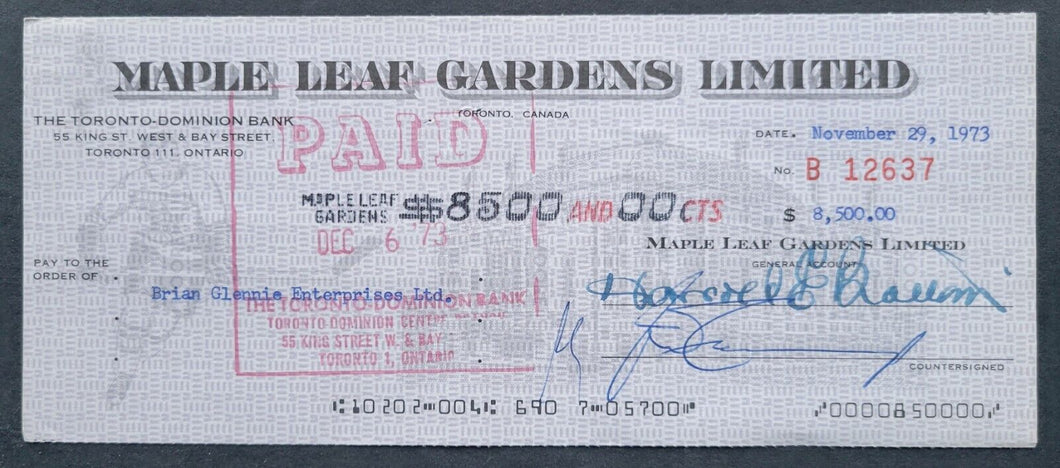 MAPLE LEAF GARDENS LIMITED
TORONTO, CANADA
THE TORONTO-DOMINION BANK
55 KING ST. WEST & BAY STREET,
TORONTO 111, ONTARIO
PAID
DATE. November 29, 1973
NO. B 12637
MAPLE LEAF GARDENS $8500 AND 00 CTS
$ 8,500.00
DEC 6 '73
MAPLE LEAF GARDENS LIMITED
GENERAL ACCOUNT
PAY TO THE
ORDER OF
Brian Glennie Enterprises Ltd.
THE TORONTO-DOMINION BANK
TORONTO-DOMINION CENTRE
55 KING STREET W. & BAY
TORONTO 1, ONTARIO
COUNTERSIGNED
⑆10202⑉004⑆ 690 7⑉05700⑈
⑇0000850000⑇